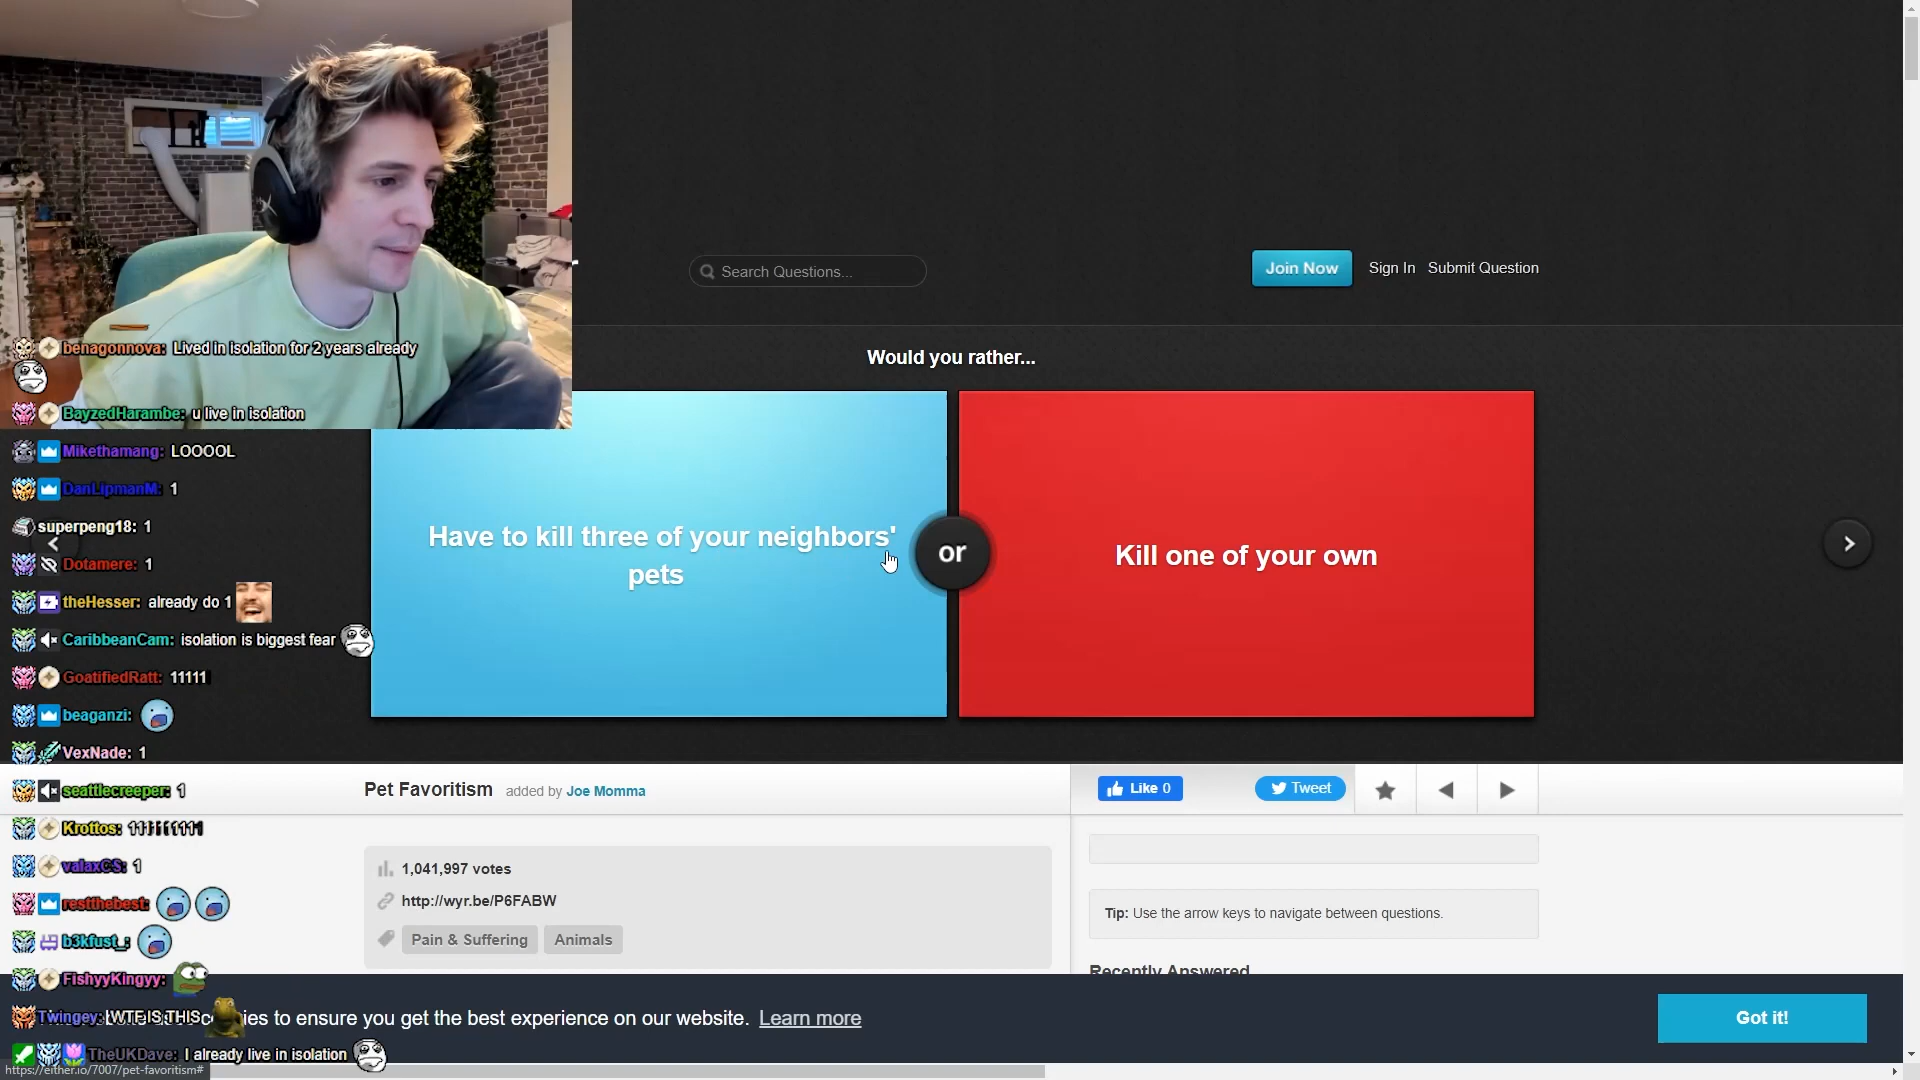 Search Questions...
Join Now
Sign In
Submit Question
Would you rather...
Have to kill three of your neighbors'
pets
or
Kill one of your own
benagonnova: Lived in isolation for 2 years already
BayzedHarambe: u live in isolation
Mikethamang: LOOOOL
DanLipmanM: 1
superpeng18: 1
Dotamere: 1
theHesser: already do 1
CaribbeanCam: isolation is biggest fear
GoatifiedRatt: 11111
beaganzi:
VexNade: 1
seattlecreeper: 1
Krottos: 1111111111
valaxCS: 1
restthebest:
b3kfust_:
FishyyKingyy:
Twingey: WTF IS THIS
TheUKDave: I already live in isolation
Pet Favoritism added by Joe Momma
Like 0
Tweet
1,041,997 votes
http://wyr.be/P6FABW
Pain & Suffering
Animals
Tip: Use the arrow keys to navigate between questions.
Recently Answered
to ensure you get the best experience on our website. Learn more
Got it!
https://either.io/7007/pet-favoritism#